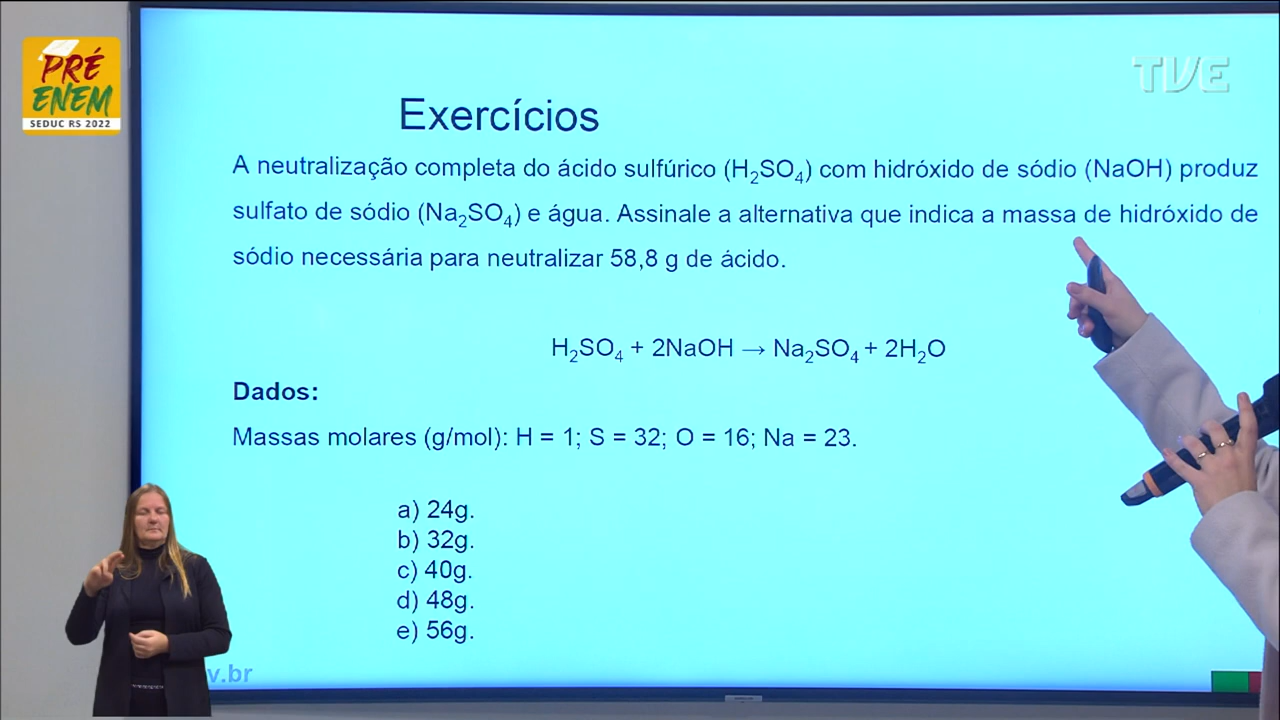 PRÉ
ENEM
SEDUC RS 2022
TVE
Exercícios
A neutralização completa do ácido sulfúrico (H₂SO₄) com hidróxido de sódio (NaOH) produz
sulfato de sódio (Na₂SO₄) e água. Assinale a alternativa que indica a massa de hidróxido de
sódio necessária para neutralizar 58,8 g de ácido.
H₂SO₄ + 2NaOH → Na₂SO₄ + 2H₂O
Dados:
Massas molares (g/mol): H = 1; S = 32; O = 16; Na = 23.
a) 24g.
b) 32g.
c) 40g.
d) 48g.
e) 56g.
v.br